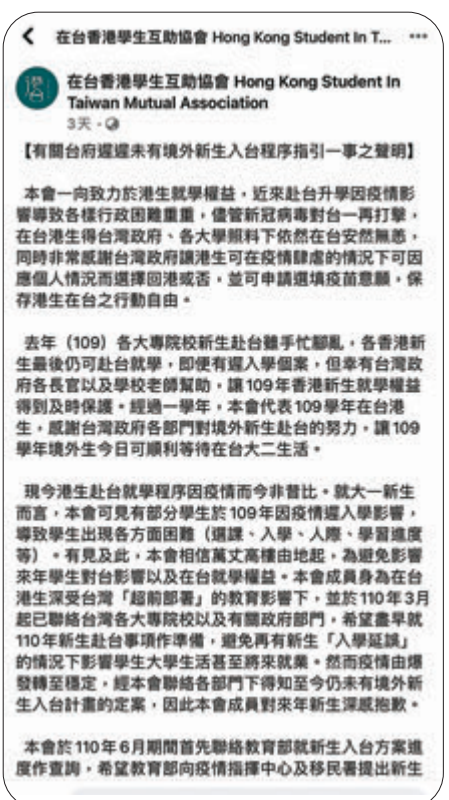 在台香港學生互助協會 Hong Kong Student In T... •••
在台香港學生互助協會 Hong Kong Student In
Taiwan Mutual Association
3天 ·
【有關台府遲遲未有境外新生入台程序指引一事之聲明】
本會一向致力於港生就學權益，近來赴台升學因疫情影
響導致各樣行政困難重重，儘管新冠病毒對台一再打擊，
在台港生得台灣政府、各大學照料下依然在台安然無恙，
同時非常感謝台灣政府讓港生可在疫情肆虐的情況下可因
應個人情況而選擇回港或否，並可申請選填疫苗意願，保
存港生在台之行動自由。
去年（109）各大專院校新生赴台雖手忙腳亂，各香港新
生最後仍可赴台就學，即便有遲入學個案，但幸有台灣政
府各長官以及學校老師幫助，讓109年香港新生就學權益
得到及時保護。經過一學年，本會代表109學年在台港
生，感謝台灣政府各部門對境外新生赴台的努力，讓109
學年境外生今日可順利等待在台大二生活。
現今港生赴台就學程序因疫情而今非昔比。就大一新生
而言，本會可見有部分學生於109年因疫情遲入學影響，
導致學生出現各方面困難（選課、入學、人際、學習進度
等）。有見及此，本會相信萬丈高樓由地起，為避免影響
來年學生對台影響以及在台就學權益。本會成員身為在台
港生深受台灣「超前部署」的教育影響下，並於110年3月
起已聯絡台灣各大專院校以及有關政府部門，希望盡早就
110年新生赴台事項作準備，避免再有新生「入學延誤」
的情況下影響學生大學生活甚至將來就業。然而疫情由爆
發轉至穩定，經本會聯絡各部門下得知至今仍未有境外新
生入台計畫的定案，因此本會成員對來年新生深感抱歉。
本會於110年6月期間首先聯絡教育部就新生入台方案進
度作查詢，希望教育部向疫情指揮中心及移民署提出新生